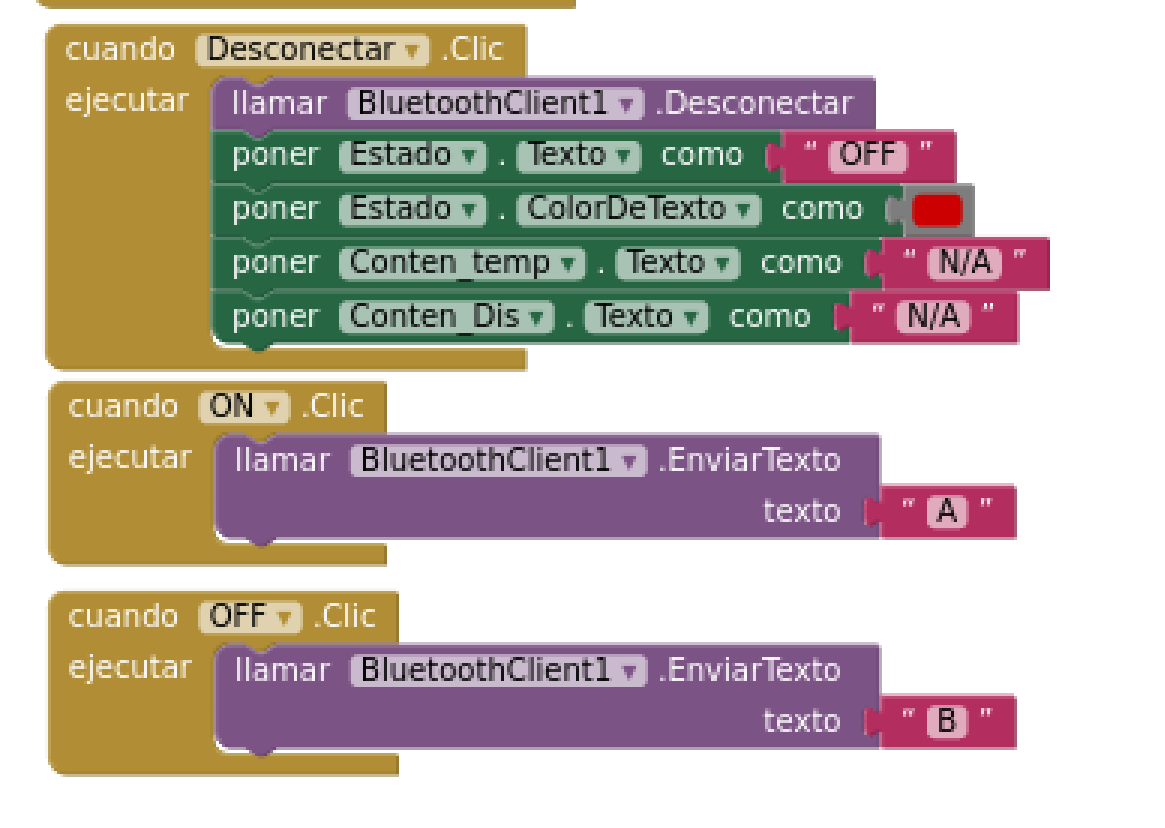 cuando Desconectar .Clic
ejecutar llamar BluetoothClient1 .Desconectar
poner Estado . Texto como " OFF "
poner Estado . ColorDeTexto como
poner Conten_temp . Texto como " N/A "
poner Conten_Dis . Texto como " N/A "
cuando ON .Clic
ejecutar llamar BluetoothClient1 .EnviarTexto
texto " A "
cuando OFF .Clic
ejecutar llamar BluetoothClient1 .EnviarTexto
texto " B "